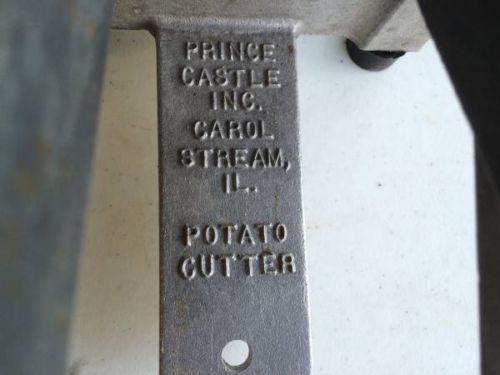 PRINCE
CASTLE
INC.
CAROL
STREAM,
IL.
POTATO
CUTTER